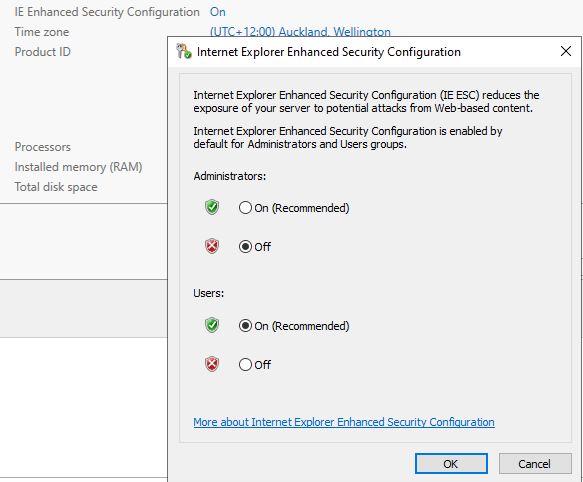 IE Enhanced Security Configuration On
Time zone (UTC+12:00) Auckland, Wellington
Product ID
Processors
Installed memory (RAM)
Total disk space
Internet Explorer Enhanced Security Configuration
Internet Explorer Enhanced Security Configuration (IE ESC) reduces the
exposure of your server to potential attacks from Web-based content.
Internet Explorer Enhanced Security Configuration is enabled by
default for Administrators and Users groups.
Administrators:
On (Recommended)
Off
Users:
On (Recommended)
Off
More about Internet Explorer Enhanced Security Configuration
OK Cancel